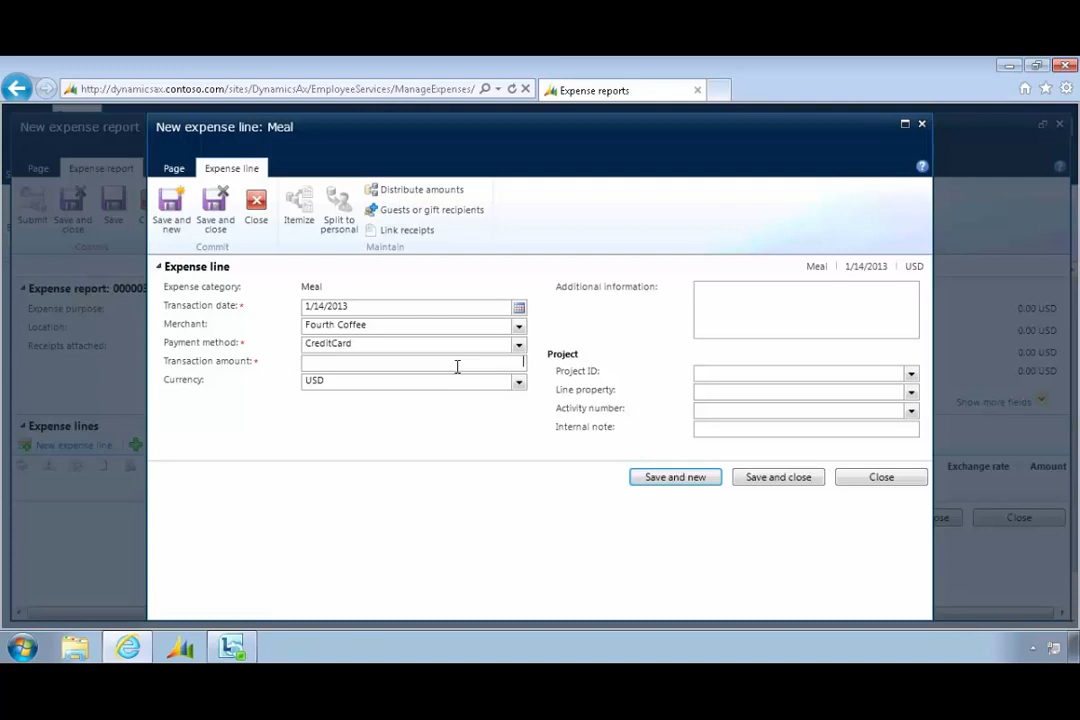 http://dynamicsax.contoso.com/sites/DynamicsAx/EmployeeServices/ManageExpenses/
Expense reports
New expense report
New expense line: Meal
Page
Expense report
Page
Expense line
Submit
Save and close
Save
Save and new
Save and close
Close
Itemize
Split to personal
Distribute amounts
Guests or gift recipients
Link receipts
Commit
Commit
Maintain
Expense line
Meal
1/14/2013
USD
Expense report: 000003
Expense purpose:
Location:
Receipts attached:
Expense category:
Meal
Transaction date:*
1/14/2013
Merchant:
Fourth Coffee
Payment method:*
CreditCard
Transaction amount:*
Currency:
USD
Additional information:
Project
Project ID:
Line property:
Activity number:
Internal note:
0.00 USD
0.00 USD
0.00 USD
0.00 USD
Show more fields
Expense lines
New expense line
Exchange rate
Amount
Save and new
Save and close
Close
ose
Close